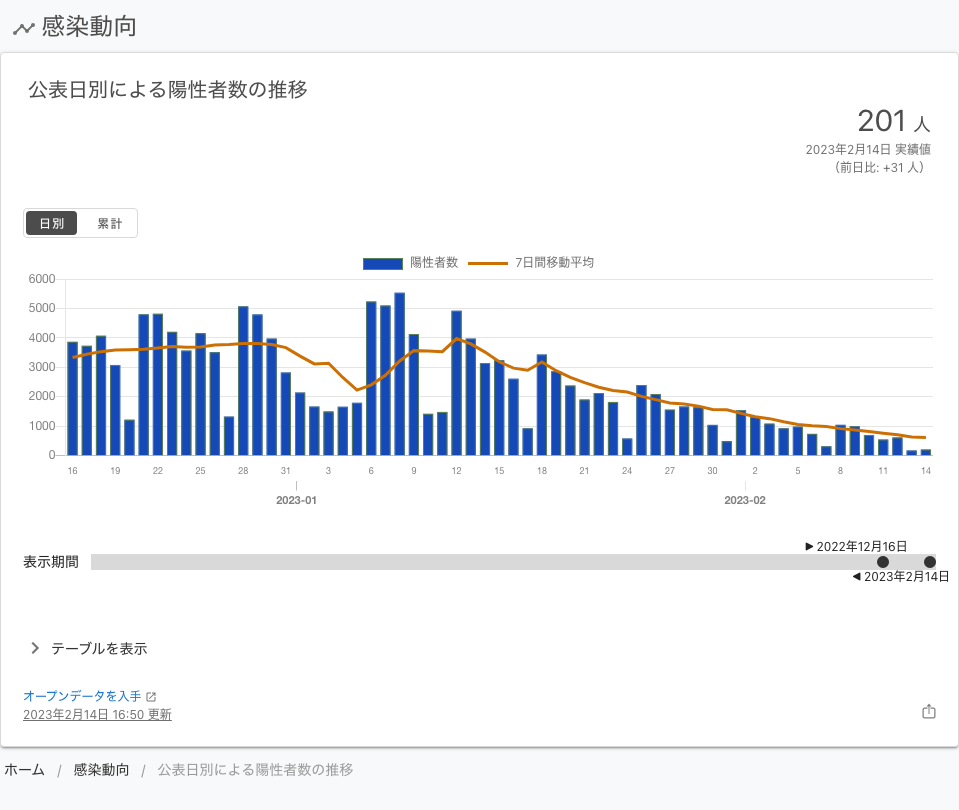 感染動向
公表日別による陽性者数の推移
201 人
2023年2月14日 実績値
（前日比: +31 人）
日別 累計
陽性者数 7日間移動平均
6000
5000
4000
3000
2000
1000
0
16 19 22 25 28 31 3 6 9 12 15 18 21 24 27 30 2 5 8 11 14
2023-01 2023-02
2022年12月16日
表示期間
2023年2月14日
テーブルを表示
オープンデータを入手
2023年2月14日 16:50 更新
ホーム / 感染動向 / 公表日別による陽性者数の推移